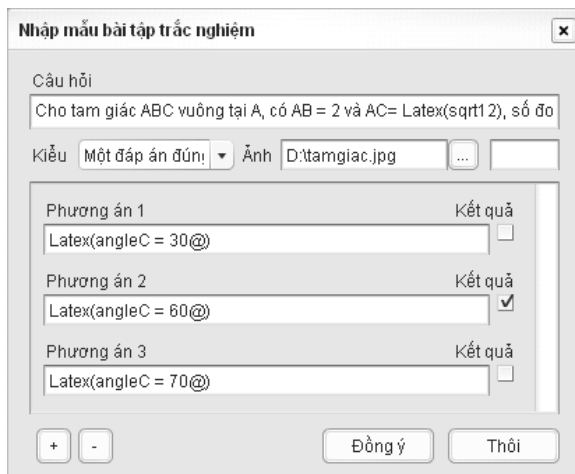 Nhập mẫu bài tập trắc nghiệm
Câu hỏi
Cho tam giác ABC vuông tại A, có AB = 2 và AC= Latex(sqrt12), số đo
Kiểu Một đáp án đúng Ảnh D:\tamgiac.jpg ...
Phương án 1 Kết quả
Latex(angleC = 30@)
Phương án 2 Kết quả
Latex(angleC = 60@)
Phương án 3 Kết quả
Latex(angleC = 70@)
+ - Đồng ý Thôi